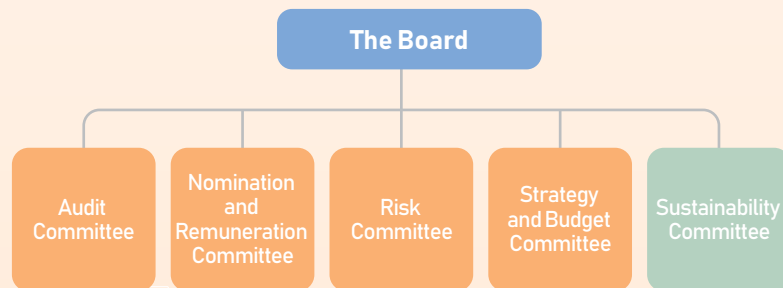 The Board
Audit
Committee
Nomination
and
Remuneration
Committee
Risk
Committee
Strategy
and Budget
Committee
Sustainability
Committee